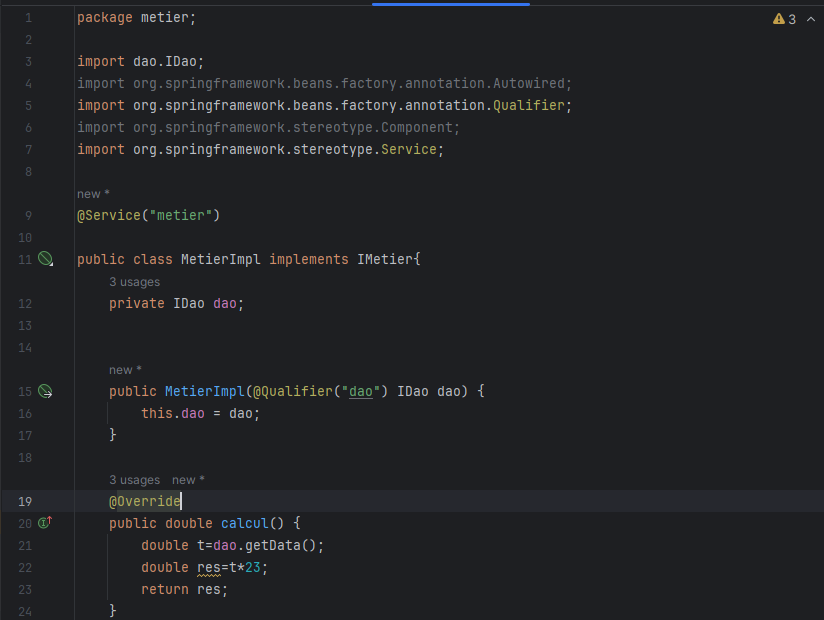 1 package metier;
2
3 import dao.IDao;
4 import org.springframework.beans.factory.annotation.Autowired;
5 import org.springframework.beans.factory.annotation.Qualifier;
6 import org.springframework.stereotype.Component;
7 import org.springframework.stereotype.Service;
8
new *
9 @Service("metier")
10
11 public class MetierImpl implements IMetier{
3 usages
12 private IDao dao;
13
14
new *
15 public MetierImpl(@Qualifier("dao") IDao dao) {
16 this.dao = dao;
17 }
18
3 usages new *
19 @Override
20 public double calcul() {
21 double t=dao.getData();
22 double res=t*23;
23 return res;
24 }
3